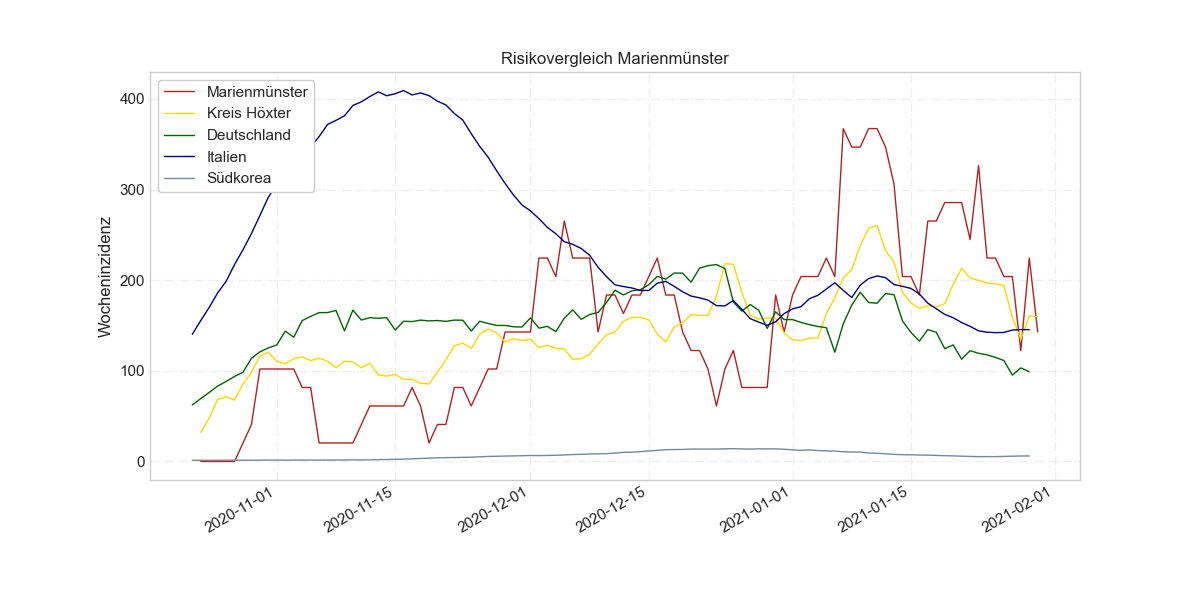 Risikovergleich Marienmünster
Marienmünster
Kreis Höxter
Deutschland
Italien
Südkorea
Wocheninzidenz
400
300
200
100
0
2020-11-01
2020-11-15
2020-12-01
2020-12-15
2021-01-01
2021-01-15
2021-02-01